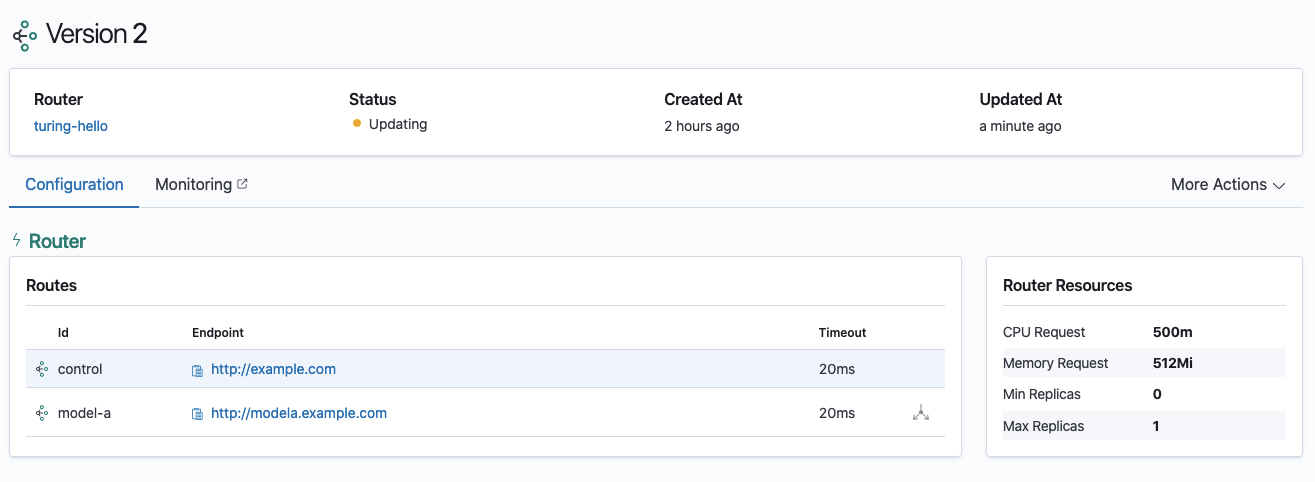 Version 2
Router Status Created At Updated At
turing-hello Updating 2 hours ago a minute ago
Configuration Monitoring More Actions
Router
Routes
Id Endpoint Timeout
control http://example.com 20ms
model-a http://modela.example.com 20ms
Router Resources
CPU Request 500m
Memory Request 512Mi
Min Replicas 0
Max Replicas 1